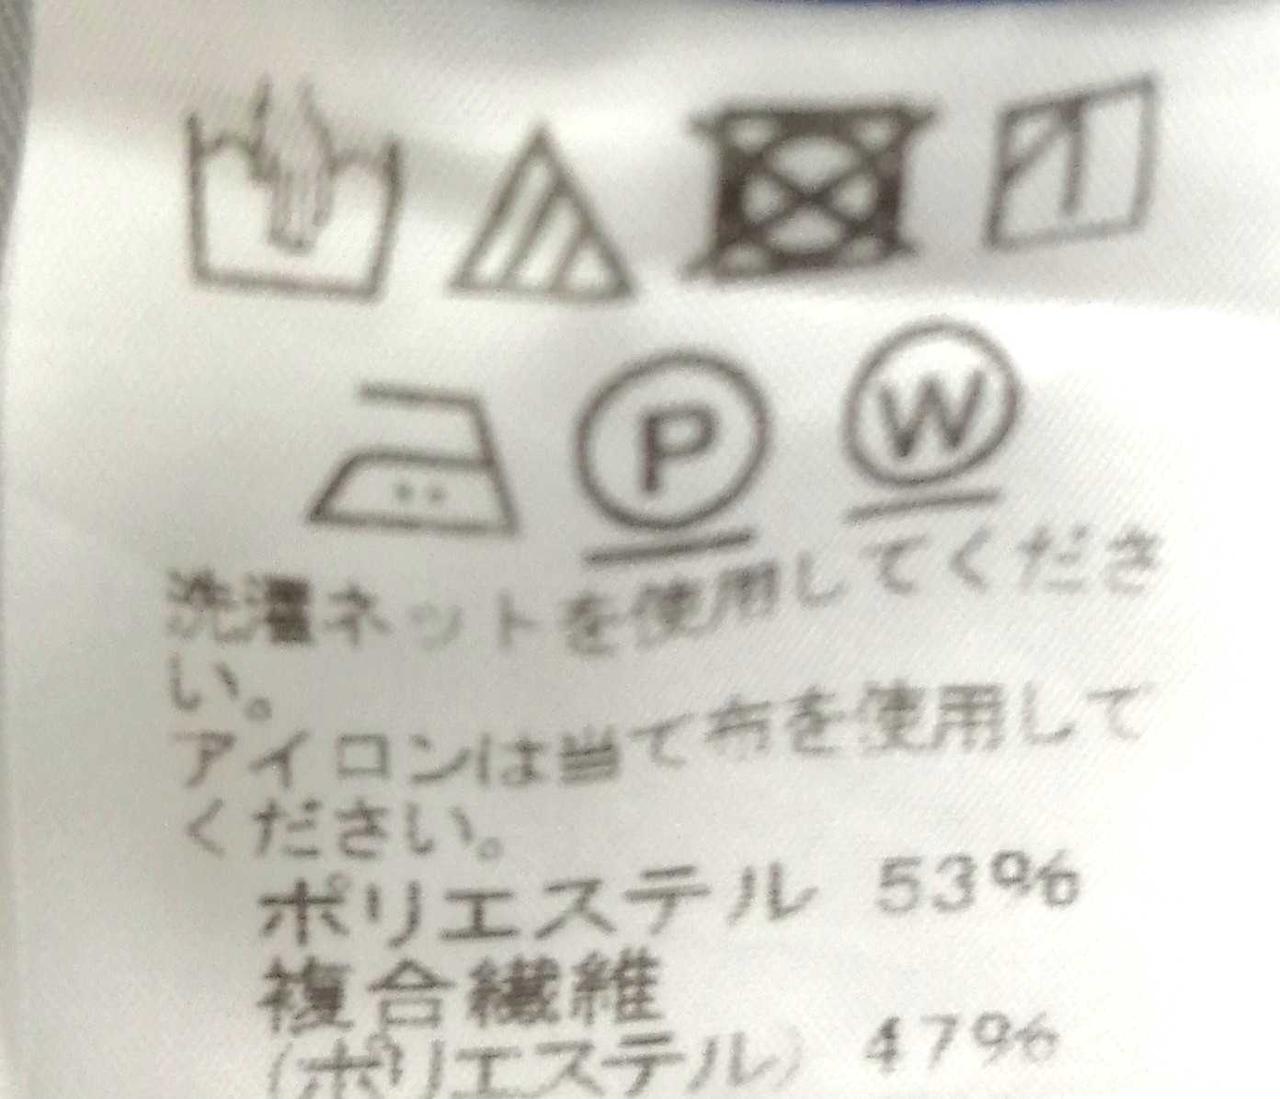 P W
洗濯ネットを使用してくださ
い。
アイロンは当て布を使用して
ください。
ポリエステル 53%
複合繊維
(ポリエステル) 47%